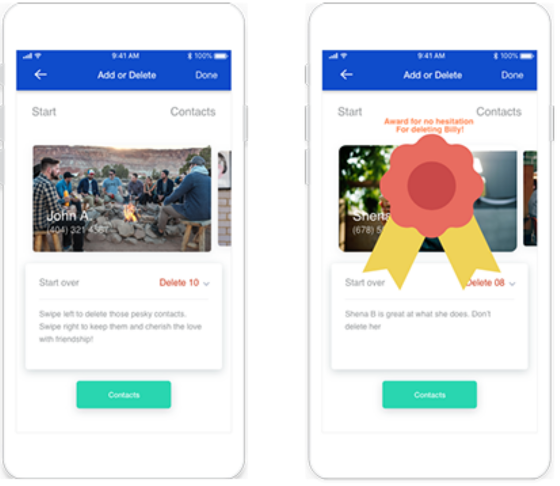 9:41 AM
100%
Add or Delete
Done
Start
Contacts
John A.
(404) 321 4561
Start over
Delete 10
Swipe left to delete those pesky contacts.
Swipe right to keep them and cherish the love
with friendship!
Contacts
9:41 AM
100%
Add or Delete
Done
Start
Contacts
Award for no hesitation
For deleting Billy!
(678)
Start over
Delete 08
Shena B is great at what she does. Don't
delete her
Contacts